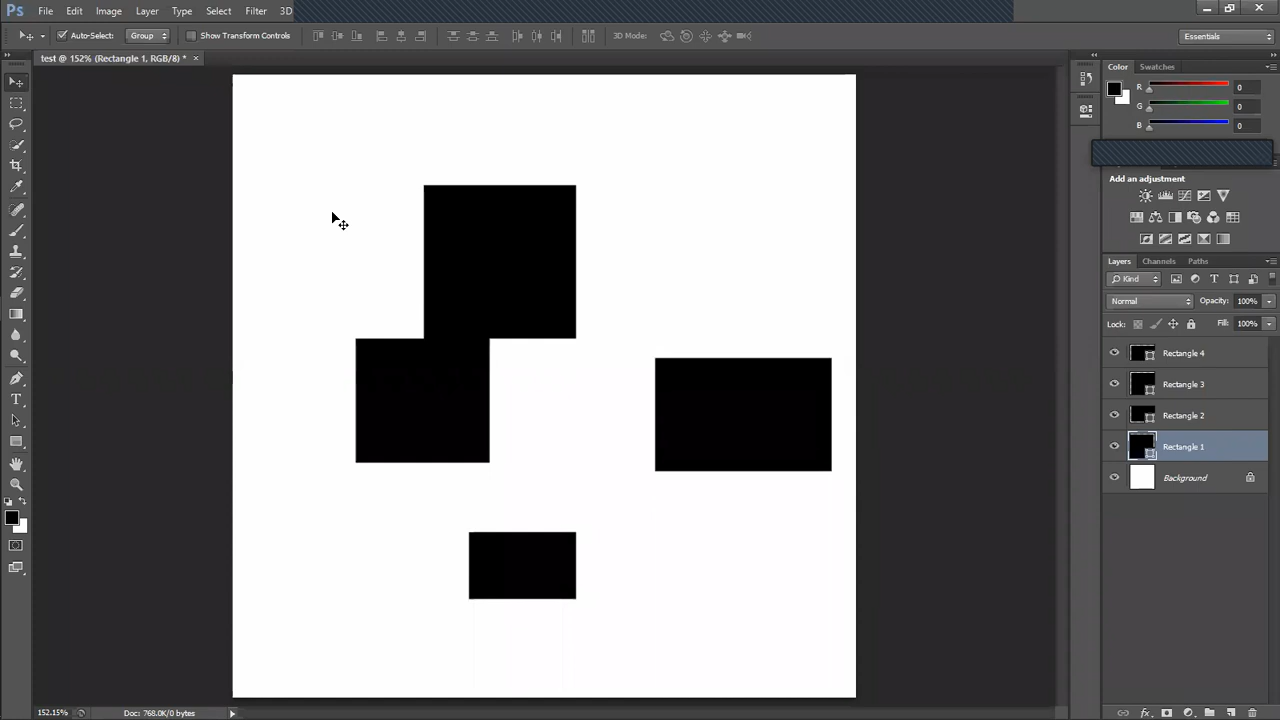 Ps File Edit Image Layer Type Select Filter 3D
Auto-Select: Group Show Transform Controls 3D Mode: Essentials
test @ 152% (Rectangle 1, RGB/8) * ×
Color Swatches
R 0
G 0
B 0
Add an adjustment
Layers Channels Paths
Kind
Normal Opacity: 100%
Lock: Fill: 100%
Rectangle 4
Rectangle 3
Rectangle 2
Rectangle 1
Background
152.15% Doc: 768.0K/0 bytes